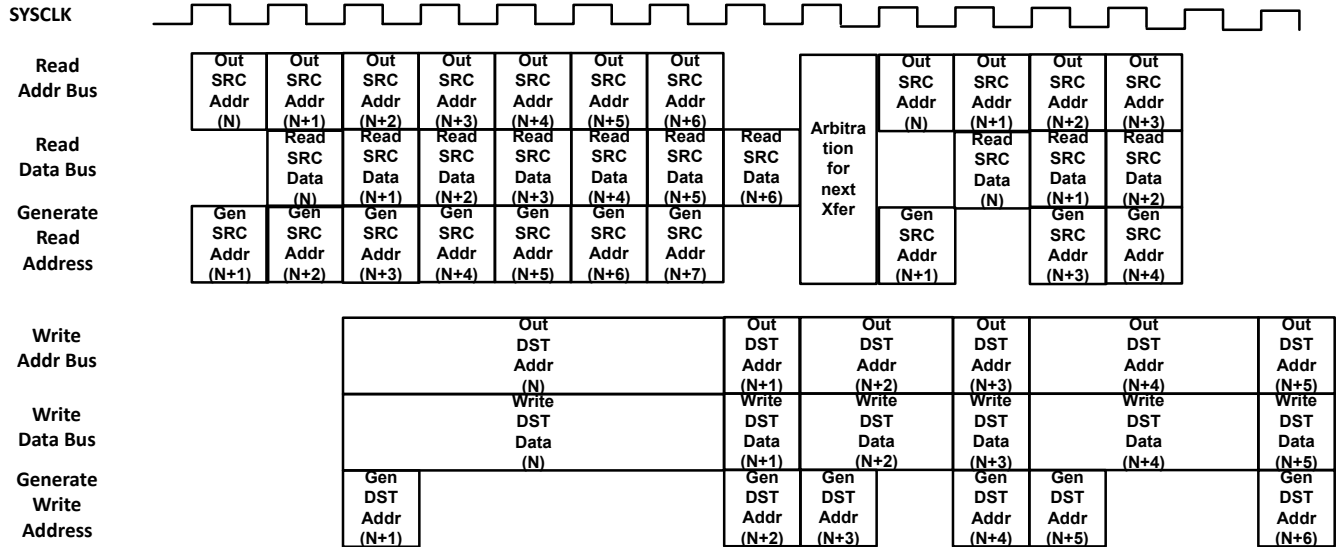 SYSCLK
Read
Addr Bus
Out SRC Addr (N)
Out SRC Addr (N+1)
Out SRC Addr (N+2)
Out SRC Addr (N+3)
Out SRC Addr (N+4)
Out SRC Addr (N+5)
Out SRC Addr (N+6)
Arbitra
tion
for
next
Xfer
Out SRC Addr (N)
Out SRC Addr (N+1)
Out SRC Addr (N+2)
Out SRC Addr (N+3)
Read
Data Bus
Read SRC Data (N)
Read SRC Data (N+1)
Read SRC Data (N+2)
Read SRC Data (N+3)
Read SRC Data (N+4)
Read SRC Data (N+5)
Read SRC Data (N+6)
Read SRC Data (N)
Read SRC Data (N+1)
Read SRC Data (N+2)
Generate
Read
Address
Gen SRC Addr (N+1)
Gen SRC Addr (N+2)
Gen SRC Addr (N+3)
Gen SRC Addr (N+4)
Gen SRC Addr (N+5)
Gen SRC Addr (N+6)
Gen SRC Addr (N+7)
Gen SRC Addr (N+1)
Gen SRC Addr (N+3)
Gen SRC Addr (N+4)
Write
Addr Bus
Out DST Addr (N)
Out DST Addr (N+1)
Out DST Addr (N+2)
Out DST Addr (N+3)
Out DST Addr (N+4)
Out DST Addr (N+5)
Write
Data Bus
Write DST Data (N)
Write DST Data (N+1)
Write DST Data (N+2)
Write DST Data (N+3)
Write DST Data (N+4)
Write DST Data (N+5)
Generate
Write
Address
Gen DST Addr (N+1)
Gen DST Addr (N+2)
Gen DST Addr (N+3)
Gen DST Addr (N+4)
Gen DST Addr (N+5)
Gen DST Addr (N+6)